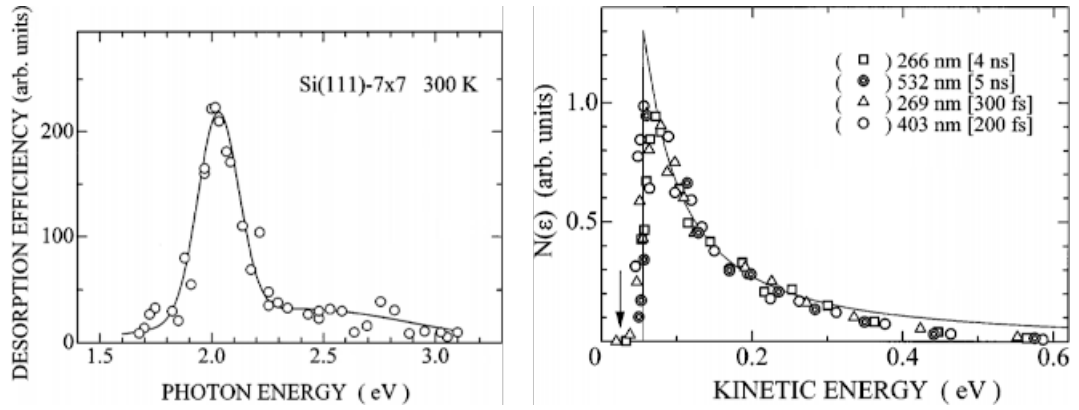 DESORPTION EFFICIENCY (arb. units)
200
100
0
Si(111)-7x7 300 K
1.5 2.0 2.5 3.0
PHOTON ENERGY ( eV )
N(ε) (arb. units)
1.0
0.5
( □ ) 266 nm [4 ns]
( ◎ ) 532 nm [5 ns]
( △ ) 269 nm [300 fs]
( ○ ) 403 nm [200 fs]
0 0.2 0.4 0.6
KINETIC ENERGY ( eV )